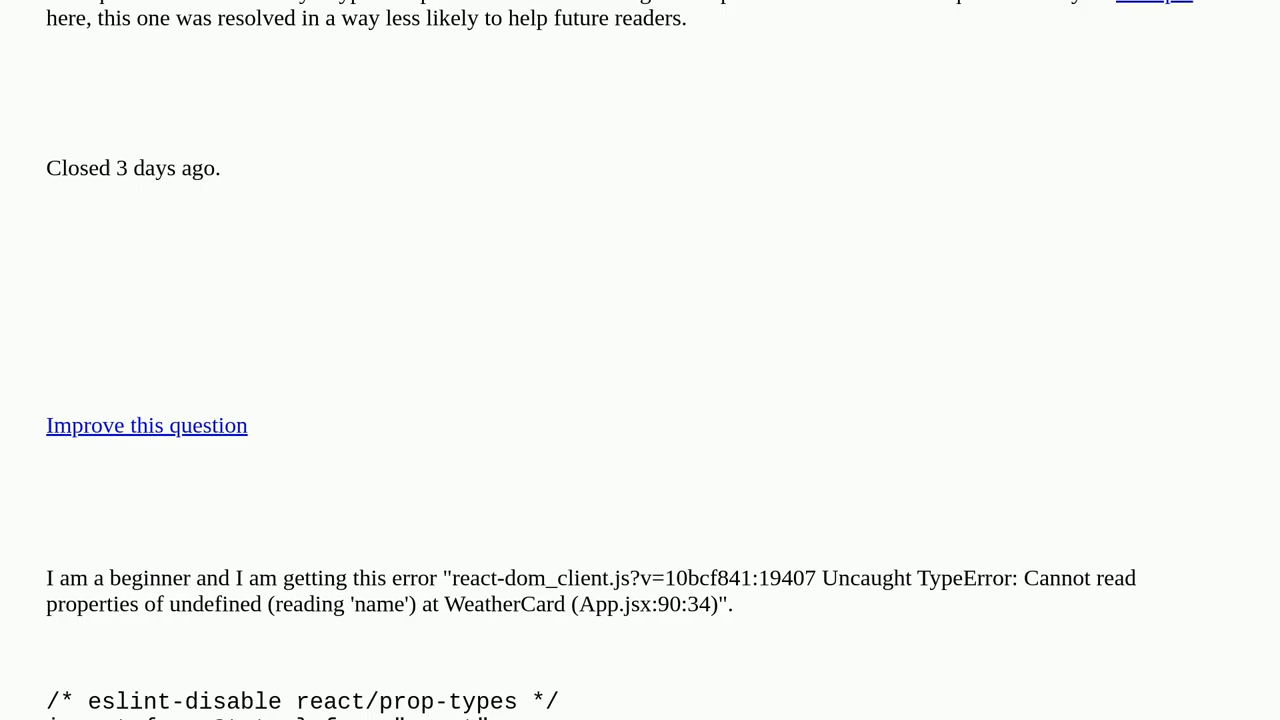 here, this one was resolved in a way less likely to help future readers.
Closed 3 days ago.
Improve this question
I am a beginner and I am getting this error "react-dom_client.js?v=10bcf841:19407 Uncaught TypeError: Cannot read
properties of undefined (reading 'name') at WeatherCard (App.jsx:90:34)".
/* eslint-disable react/prop-types */